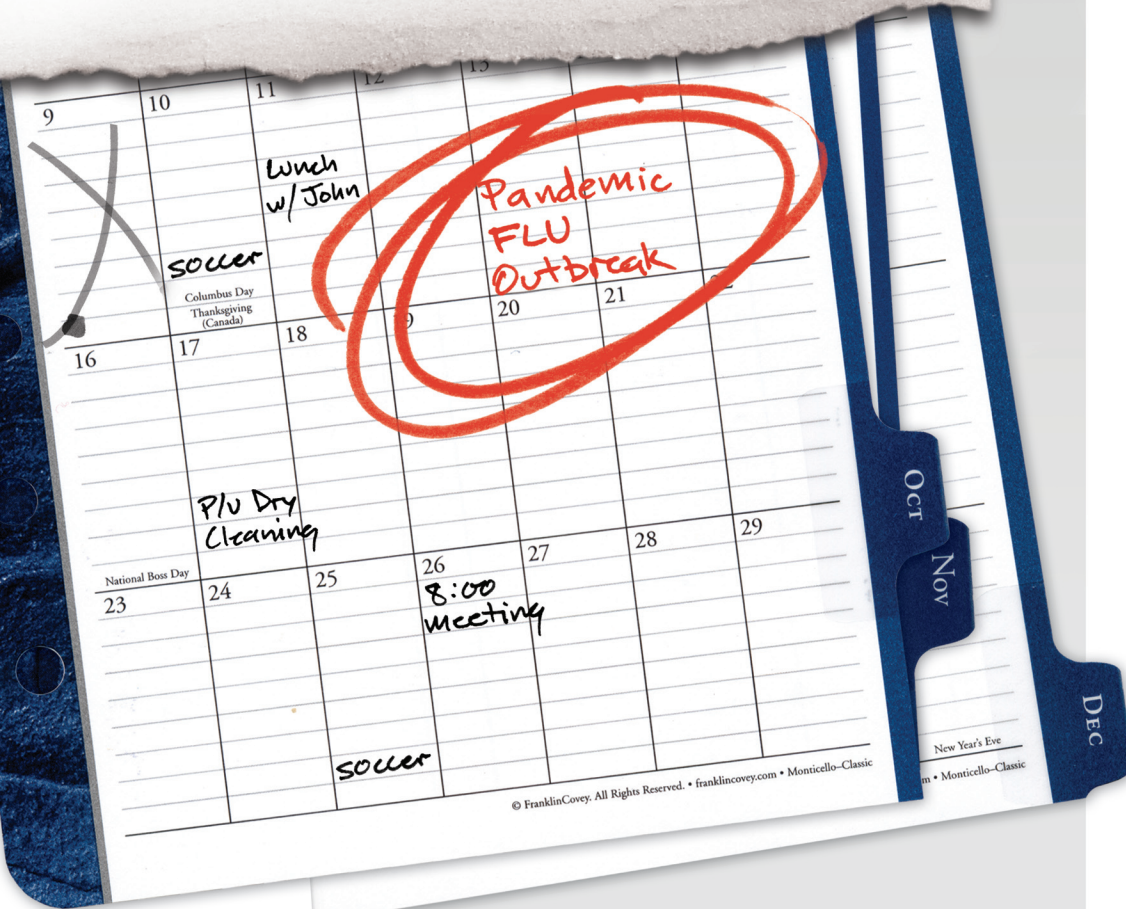 9
10
11
12
13
Lunch
w/ John
Pandemic
FLU
Outbreak
soccer
Columbus Day
Thanksgiving
(Canada)
16
17
18
20
21
P/U Dry
Cleaning
National Boss Day
23
24
25
26
27
28
29
8:00
meeting
soccer
© FranklinCovey. All Rights Reserved. • franklincovey.com • Monticello–Classic
Oct
Nov
Dec
New Year's Eve
m • Monticello–Classic